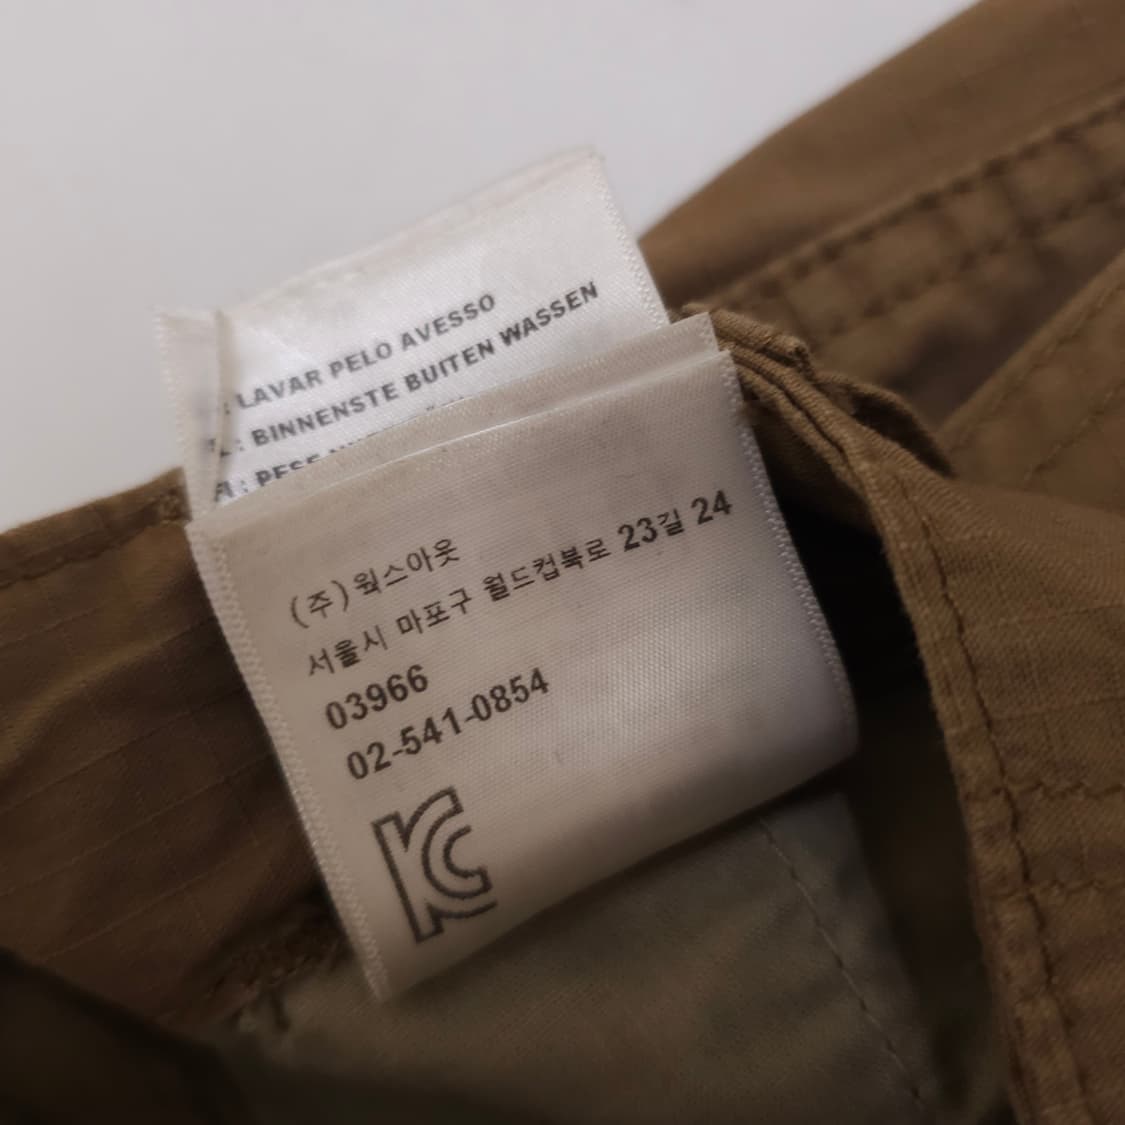 : LAVAR PELO AVESSO
: BINNENSTE BUITEN WASSEN
(주)웍스아웃
서울시 마포구 월드컵북로 23길 24
03966
02-541-0854
KC